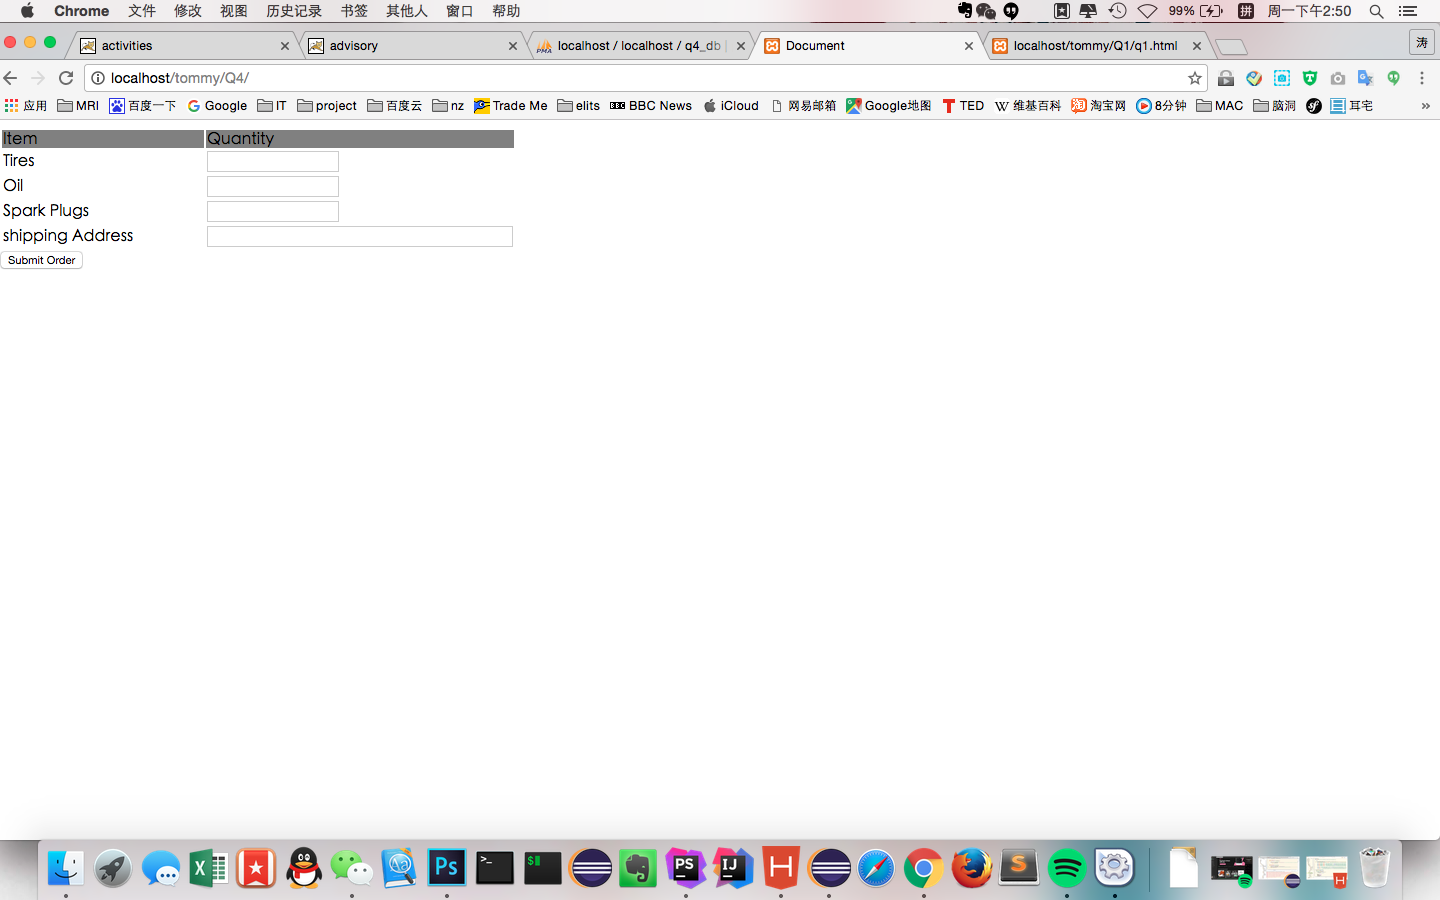 Chrome 文件 修改 视图 历史记录 书签 其他人 窗口 帮助 99% 拼 周一下午2:50
activities advisory localhost / localhost / q4_db Document localhost/tommy/Q1/q1.html 涛
localhost/tommy/Q4/
应用 MRI 百度一下 Google IT project 百度云 nz Trade Me elits BBC BBC News iCloud 网易邮箱 Google地图 TED 维基百科 淘宝网 8分钟 MAC 脑洞 耳宅
Item Quantity
Tires
Oil
Spark Plugs
shipping Address
Submit Order